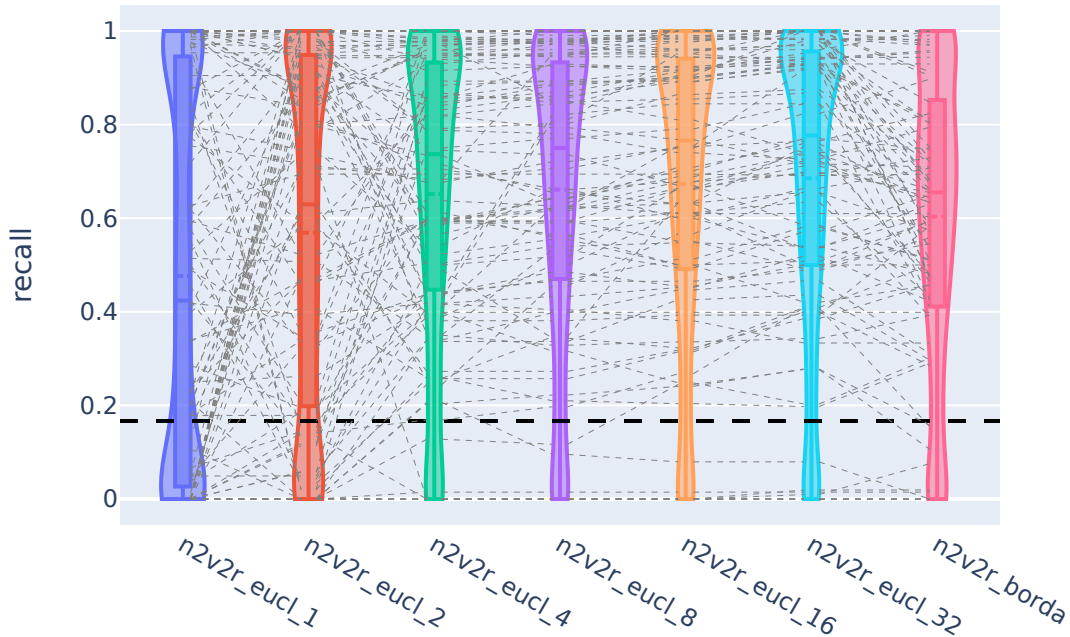 recall
1
0.8
0.6
0.4
0.2
0
n2v2r_eucl_1
n2v2r_eucl_2
n2v2r_eucl_4
n2v2r_eucl_8
n2v2r_eucl_16
n2v2r_eucl_32
n2v2r_borda